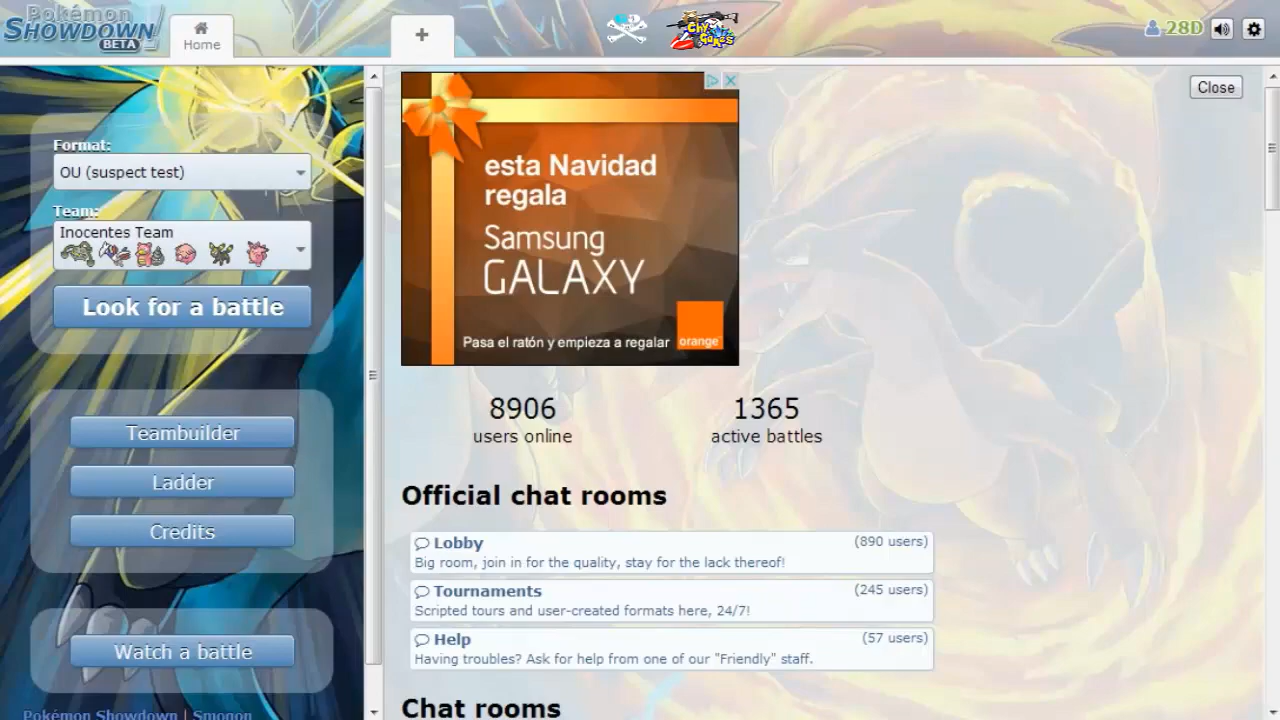 Pokémon
SHOWDOWN
BETA
Home
+
28D
Format:
OU (suspect test)
Team:
Inocentes Team
Look for a battle
Teambuilder
Ladder
Credits
Watch a battle
Pokémon Showdown | Smogon
Close
esta Navidad
regala
Samsung
GALAXY
Pasa el ratón y empieza a regalar
orange
8906
users online
1365
active battles
Official chat rooms
Lobby (890 users)
Big room, join in for the quality, stay for the lack thereof!
Tournaments (245 users)
Scripted tours and user-created formats here, 24/7!
Help (57 users)
Having troubles? Ask for help from one of our "Friendly" staff.
Chat rooms